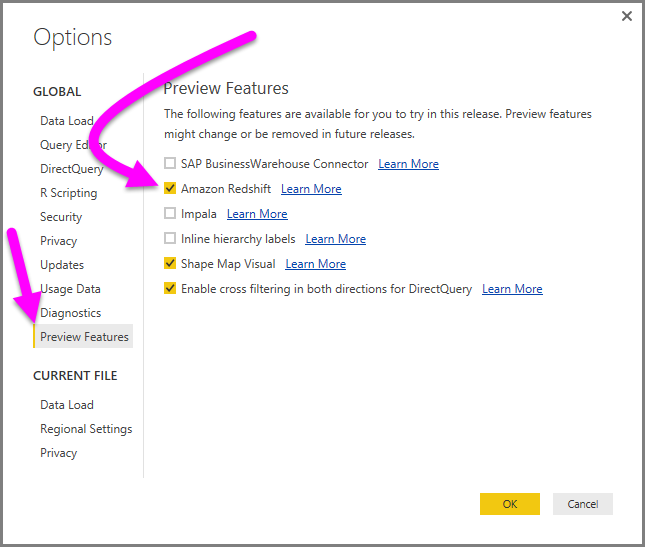 Options
GLOBAL
Data Load
Query Editor
DirectQuery
R Scripting
Security
Privacy
Updates
Usage Data
Diagnostics
Preview Features
CURRENT FILE
Data Load
Regional Settings
Privacy
Preview Features
The following features are available for you to try in this release. Preview features
might change or be removed in future releases.
SAP BusinessWarehouse Connector Learn More
Amazon Redshift Learn More
Impala Learn More
Inline hierarchy labels Learn More
Shape Map Visual Learn More
Enable cross filtering in both directions for DirectQuery Learn More
OK
Cancel